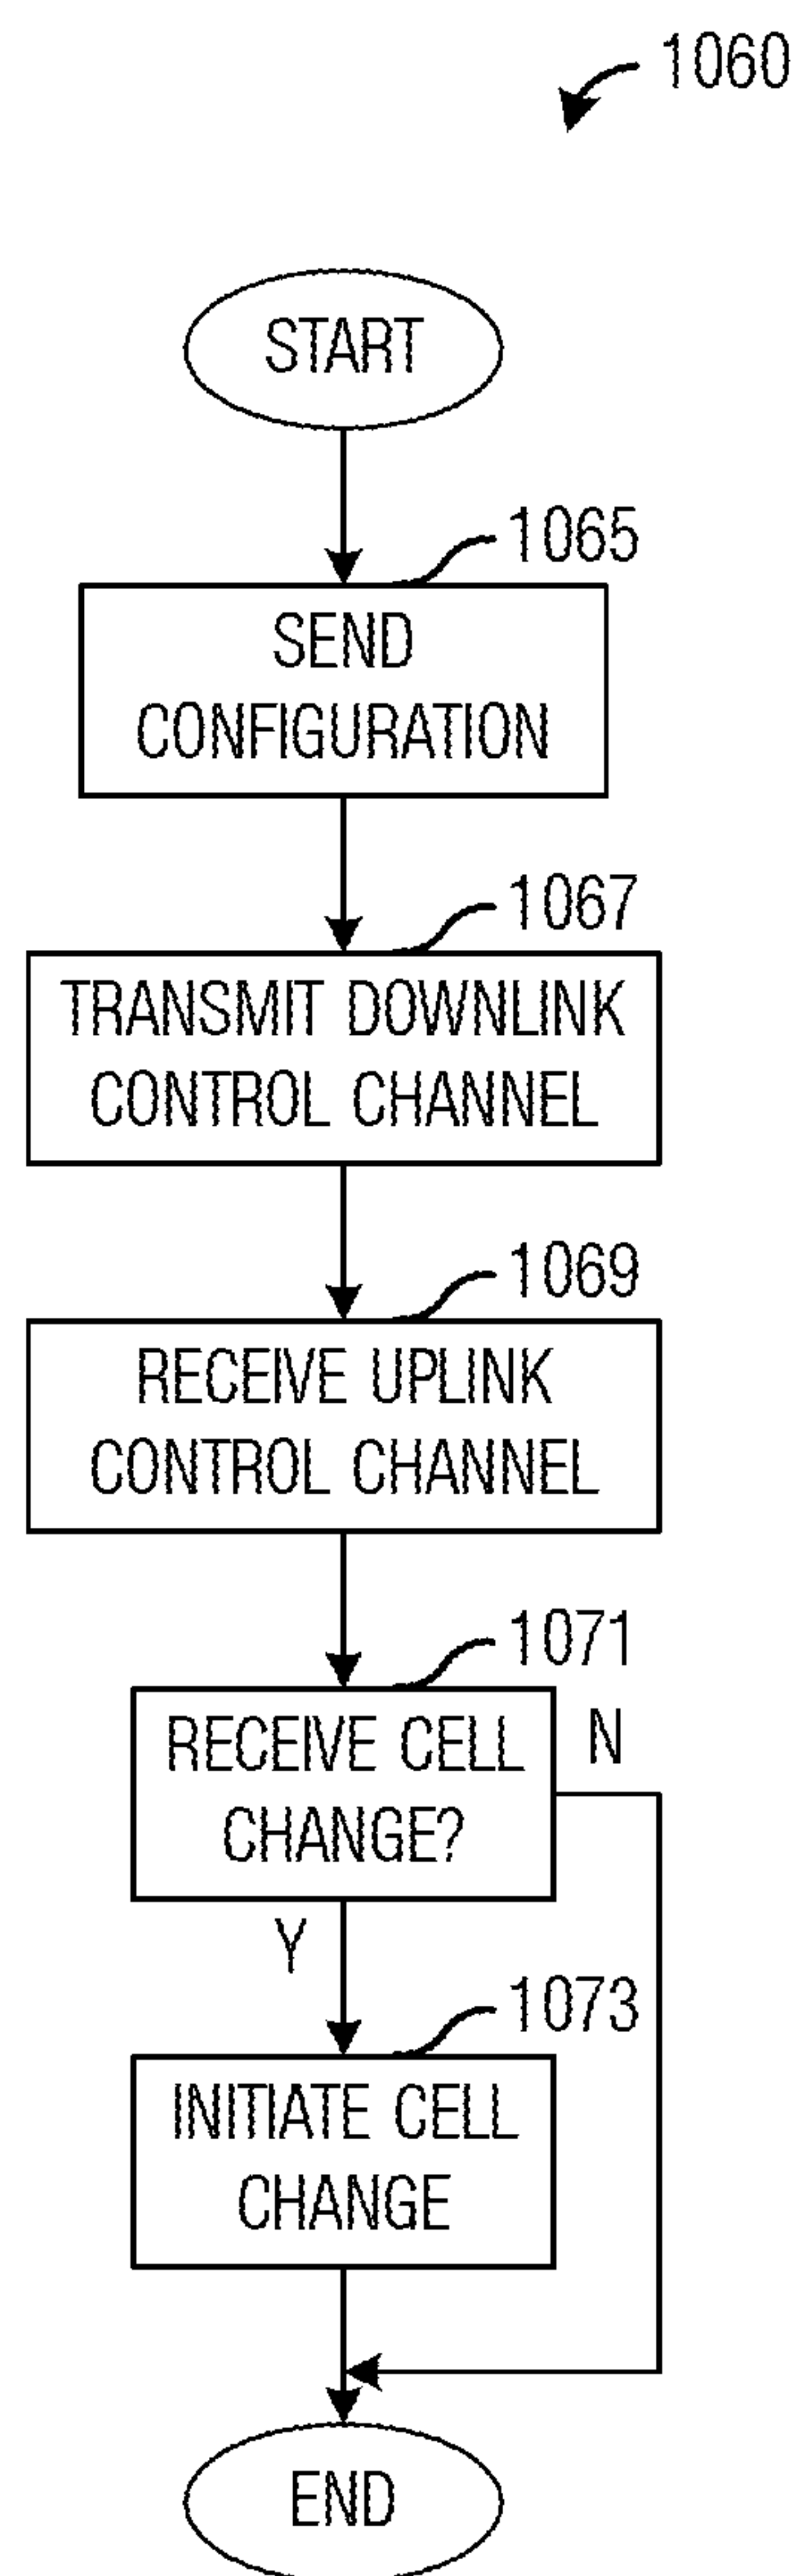 1060
START
1065
SEND
CONFIGURATION
1067
TRANSMIT DOWNLINK
CONTROL CHANNEL
1069
RECEIVE UPLINK
CONTROL CHANNEL
1071
RECEIVE CELL
CHANGE?
N
Y
1073
INITIATE CELL
CHANGE
END